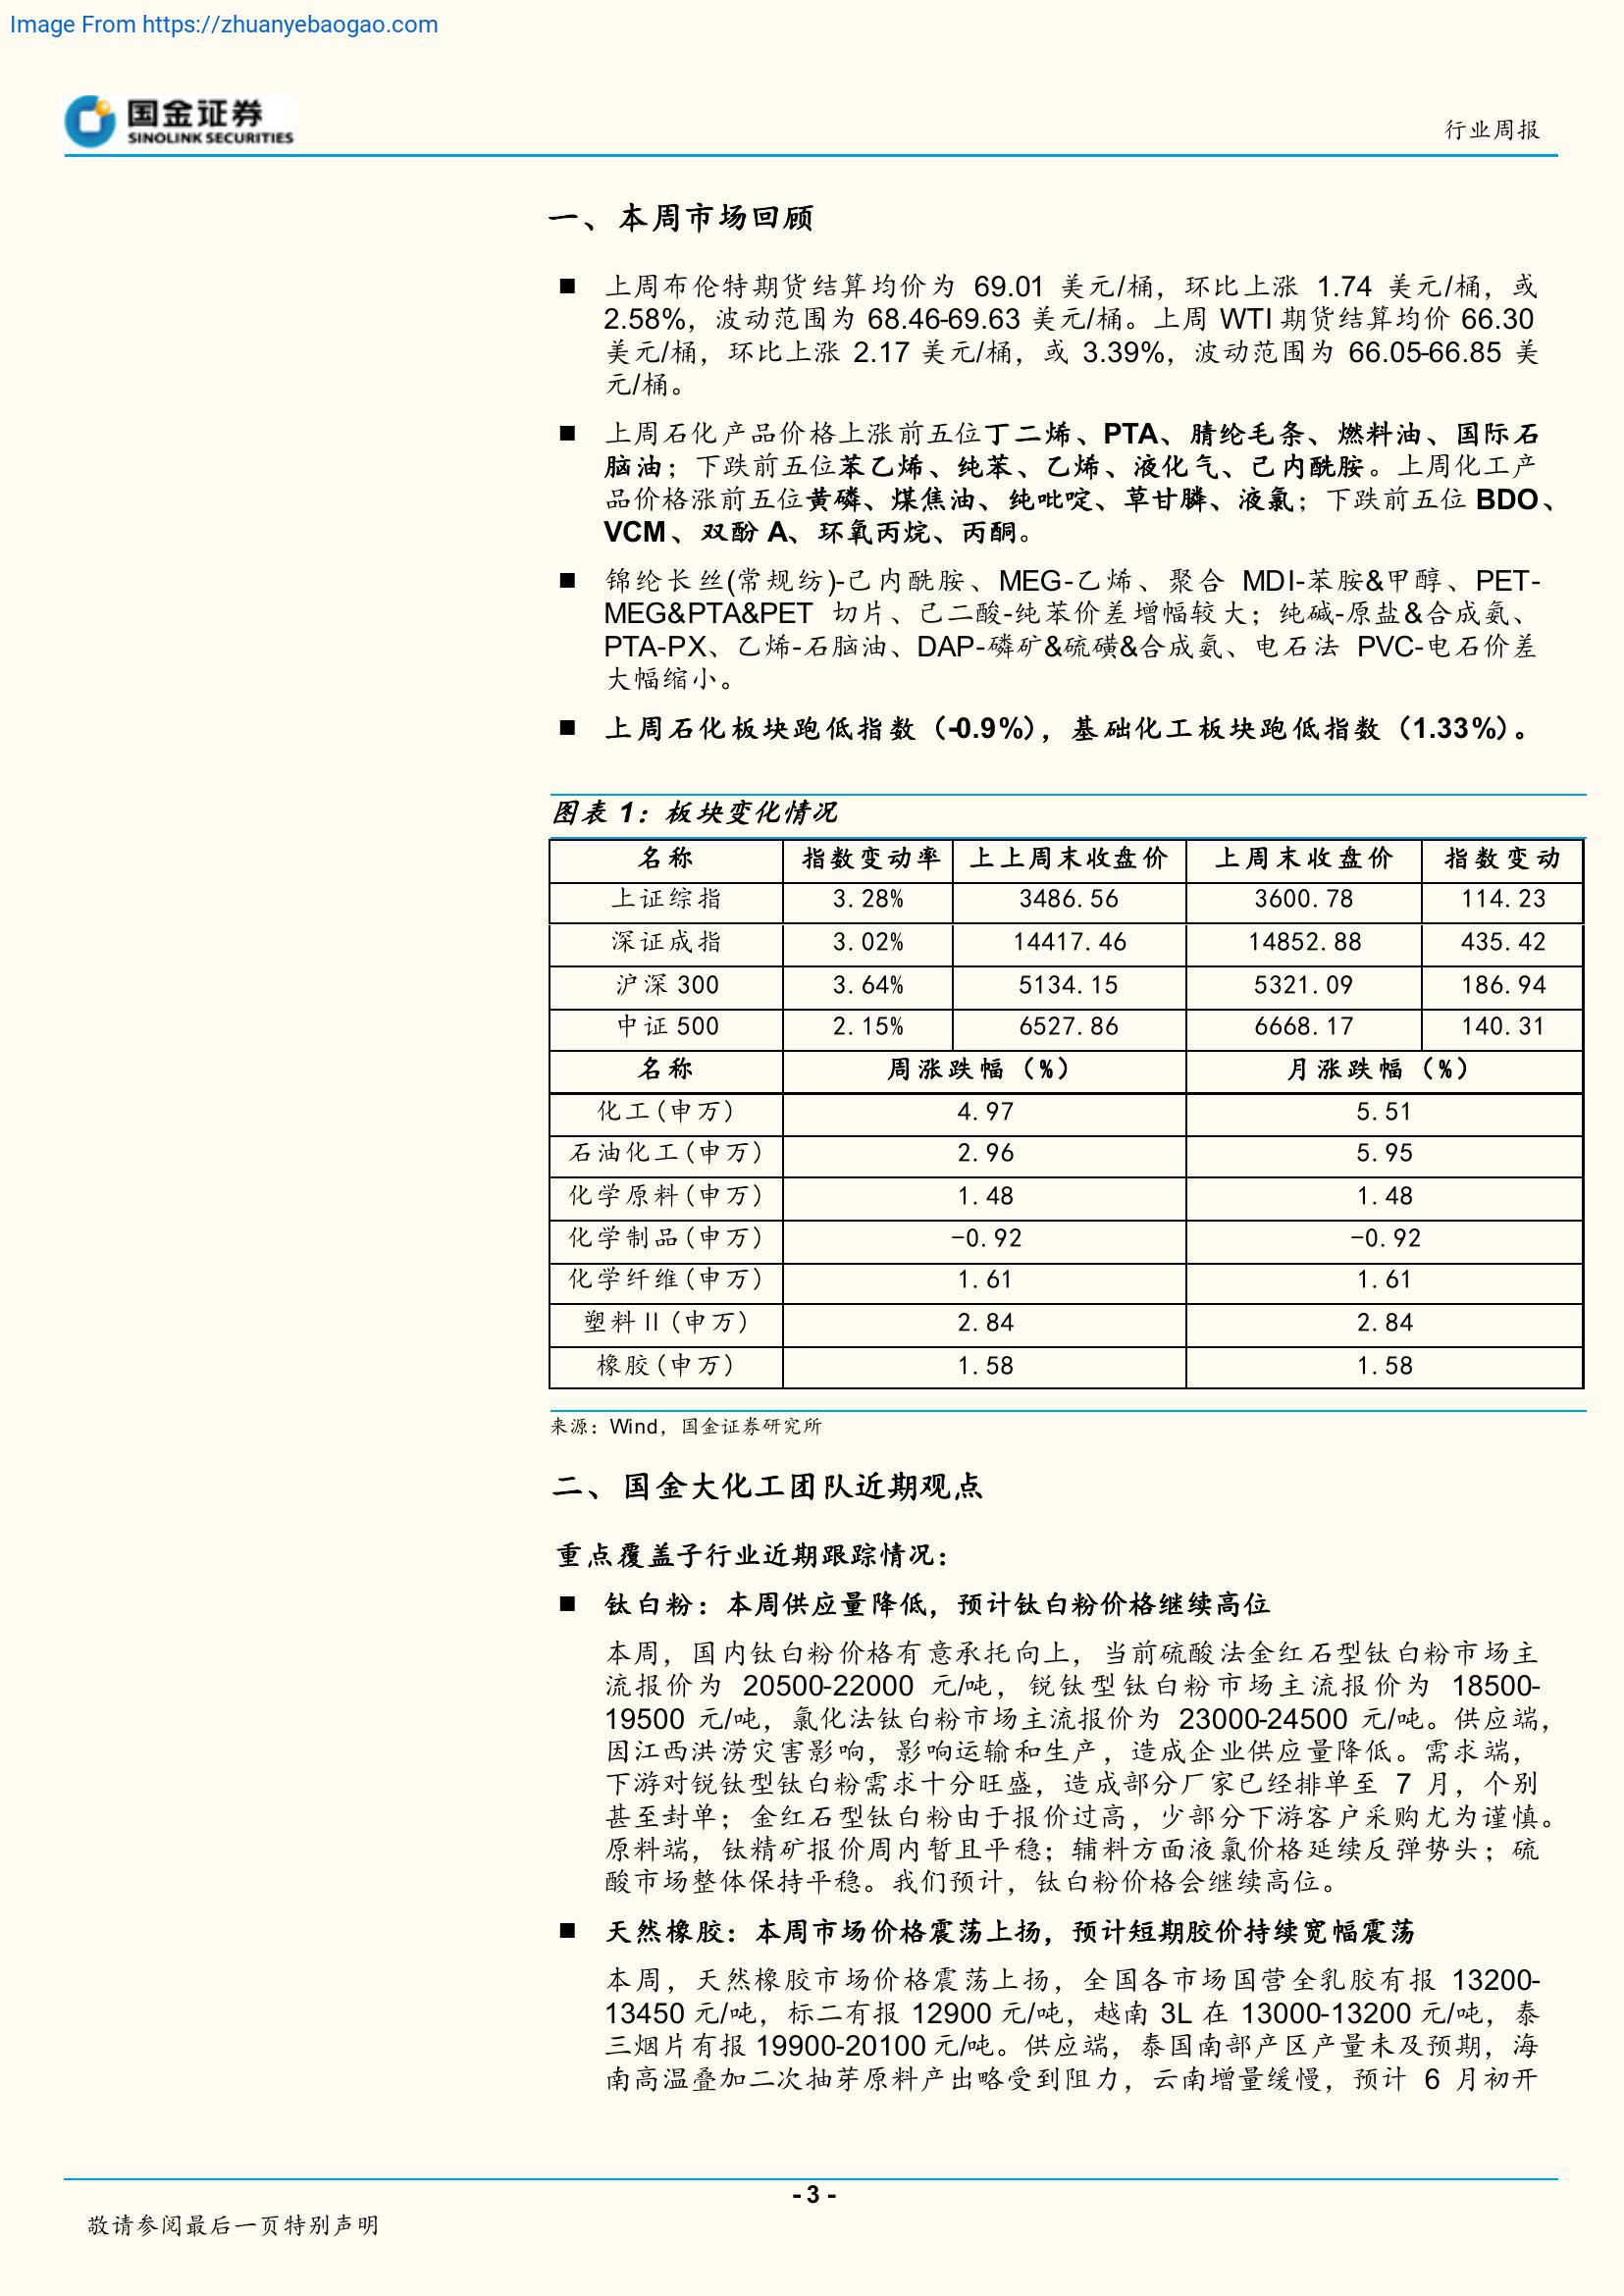 Image From https://zhuanyebaogao.com
国金证券
SINOLINK SECURITIES
行业周报
一、本周市场回顾
■ 上周布伦特期货结算均价为 69.01 美元/桶，环比上涨 1.74 美元/桶，或
2.58%，波动范围为 68.46-69.63 美元/桶。上周 WTI 期货结算均价 66.30
美元/桶，环比上涨 2.17 美元/桶，或 3.39%，波动范围为 66.05-66.85 美
元/桶。
■ 上周石化产品价格上涨前五位丁二烯、PTA、腈纶毛条、燃料油、国际石
脑油；下跌前五位苯乙烯、纯苯、乙烯、液化气、己内酰胺。上周化工产
品价格涨前五位黄磷、煤焦油、纯吡啶、草甘膦、液氯；下跌前五位 BDO、
VCM、双酚 A、环氧丙烷、丙酮。
■ 锦纶长丝(常规纺)-己内酰胺、MEG-乙烯、聚合 MDI-苯胺&甲醇、PET-
MEG&PTA&PET 切片、己二酸-纯苯价差增幅较大；纯碱-原盐&合成氨、
PTA-PX、乙烯-石脑油、DAP-磷矿&硫磺&合成氨、电石法 PVC-电石价差
大幅缩小。
■ 上周石化板块跑低指数（-0.9%），基础化工板块跑低指数（1.33%）。
图表 1：板块变化情况
名称 指数变动率 上上周末收盘价 上周末收盘价 指数变动
上证综指 3.28% 3486.56 3600.78 114.23
深证成指 3.02% 14417.46 14852.88 435.42
沪深 300 3.64% 5134.15 5321.09 186.94
中证 500 2.15% 6527.86 6668.17 140.31
名称 周涨跌幅（%） 月涨跌幅（%）
化工(申万) 4.97 5.51
石油化工(申万) 2.96 5.95
化学原料(申万) 1.48 1.48
化学制品(申万) -0.92 -0.92
化学纤维(申万) 1.61 1.61
塑料 II (申万) 2.84 2.84
橡胶(申万) 1.58 1.58
来源：Wind，国金证券研究所
二、国金大化工团队近期观点
重点覆盖子行业近期跟踪情况：
■ 钛白粉：本周供应量降低，预计钛白粉价格继续高位
本周，国内钛白粉价格有意承托向上，当前硫酸法金红石型钛白粉市场主
流报价为 20500-22000 元/吨，锐钛型钛白粉市场主流报价为 18500-
19500 元/吨，氯化法钛白粉市场主流报价为 23000-24500 元/吨。供应端，
因江西洪涝灾害影响，影响运输和生产，造成企业供应量降低。需求端，
下游对锐钛型钛白粉需求十分旺盛，造成部分厂家已经排单至 7 月，个别
甚至封单；金红石型钛白粉由于报价过高，少部分下游客户采购尤为谨慎。
原料端，钛精矿报价周内暂且平稳；辅料方面液氯价格延续反弹势头；硫
酸市场整体保持平稳。我们预计，钛白粉价格会继续高位。
■ 天然橡胶：本周市场价格震荡上扬，预计短期胶价持续宽幅震荡
本周，天然橡胶市场价格震荡上扬，全国各市场国营全乳胶有报 13200-
13450 元/吨，标二有报 12900 元/吨，越南 3L 在 13000-13200 元/吨，泰
三烟片有报 19900-20100 元/吨。供应端，泰国南部产区产量未及预期，海
南高温叠加二次抽芽原料产出略受到阻力，云南增量缓慢，预计 6 月初开
- 3 -
敬请参阅最后一页特别声明